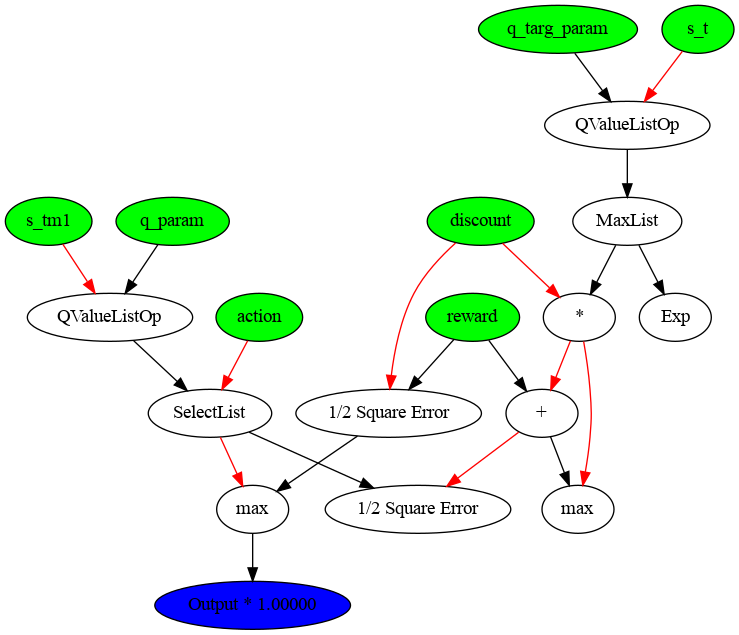 q_targ_param
s_t
QValueListOp
s_tm1
q_param
discount
MaxList
QValueListOp
action
reward
*
Exp
SelectList
1/2 Square Error
+
max
1/2 Square Error
max
Output * 1.00000